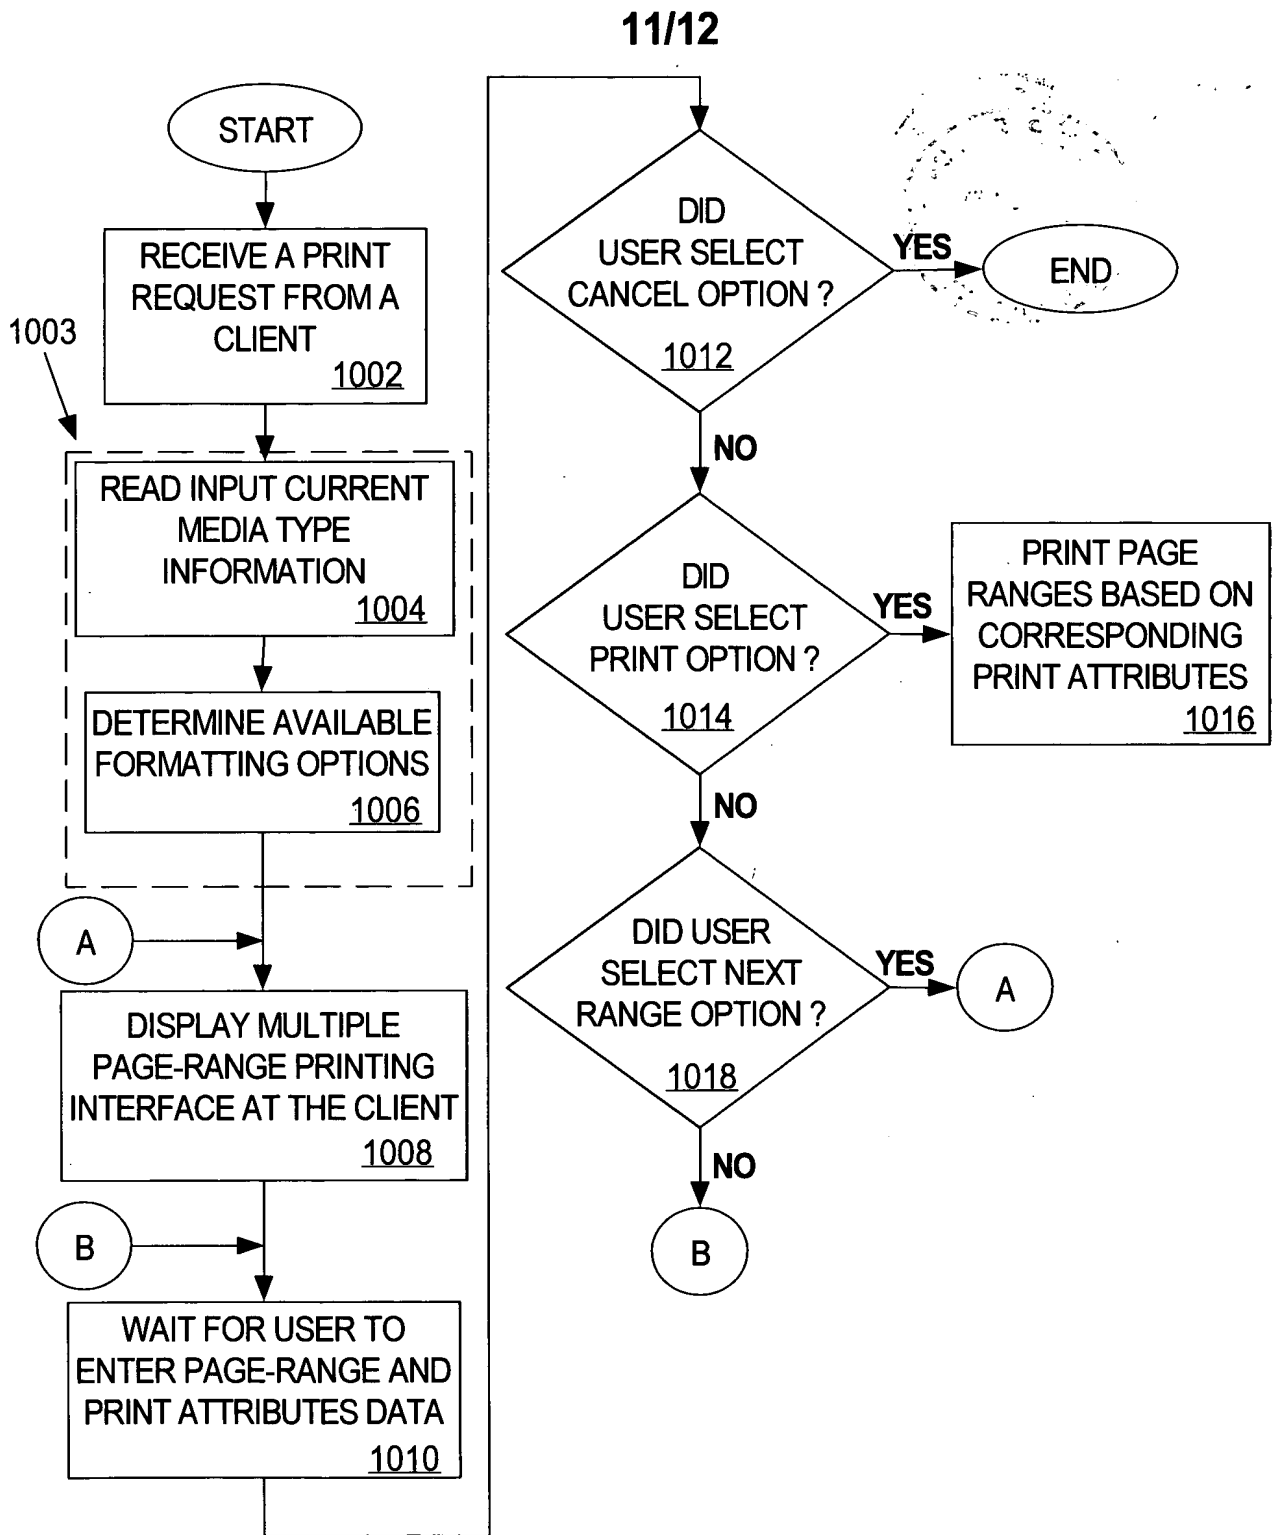 11/12
START
RECEIVE A PRINT
REQUEST FROM A
CLIENT
1002
1003
READ INPUT CURRENT
MEDIA TYPE
INFORMATION
1004
DETERMINE AVAILABLE
FORMATTING OPTIONS
1006
A
DISPLAY MULTIPLE
PAGE-RANGE PRINTING
INTERFACE AT THE CLIENT
1008
B
WAIT FOR USER TO
ENTER PAGE-RANGE AND
PRINT ATTRIBUTES DATA
1010
DID
USER SELECT
CANCEL OPTION ?
1012
YES
END
NO
DID
USER SELECT
PRINT OPTION ?
1014
YES
PRINT PAGE
RANGES BASED ON
CORRESPONDING
PRINT ATTRIBUTES
1016
NO
DID USER
SELECT NEXT
RANGE OPTION ?
1018
YES
A
NO
B